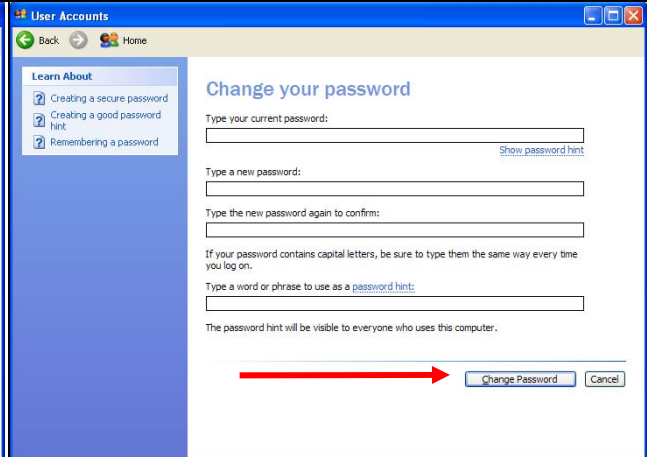 User Accounts
Back Home
Learn About
Creating a secure password
Creating a good password
hint
Remembering a password
Change your password
Type your current password:
Show password hint
Type a new password:
Type the new password again to confirm:
If your password contains capital letters, be sure to type them the same way every time
you log on.
Type a word or phrase to use as a password hint:
The password hint will be visible to everyone who uses this computer.
Change Password Cancel